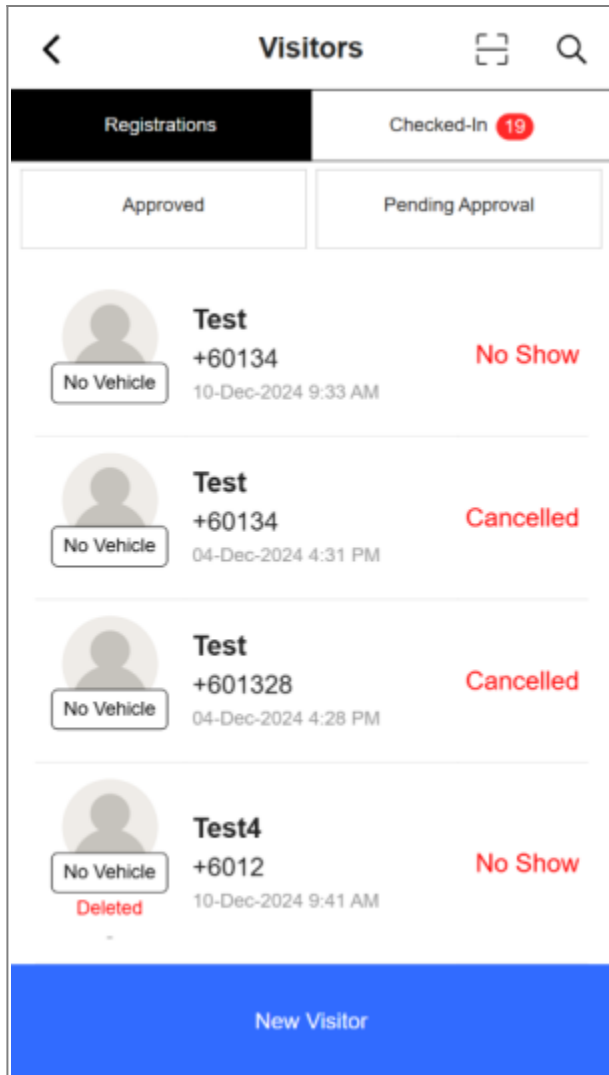 Visitors
Registrations
Checked-In 19
Approved
Pending Approval
Test
+60134
No Show
No Vehicle
10-Dec-2024 9:33 AM
Test
+60134
Cancelled
No Vehicle
04-Dec-2024 4:31 PM
Test
+601328
Cancelled
No Vehicle
04-Dec-2024 4:28 PM
Test4
+6012
No Show
No Vehicle
Deleted
10-Dec-2024 9:41 AM
-
New Visitor